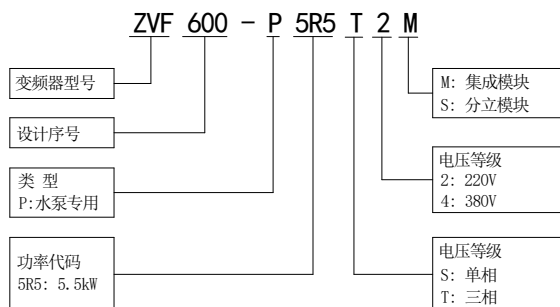 ZVF 600 - P 5R5 T 2 M
变频器型号
设计序号
类 型
P:水泵专用
功率代码
5R5: 5.5kW
M: 集成模块
S: 分立模块
电压等级
2: 220V
4: 380V
电压等级
S: 单相
T: 三相